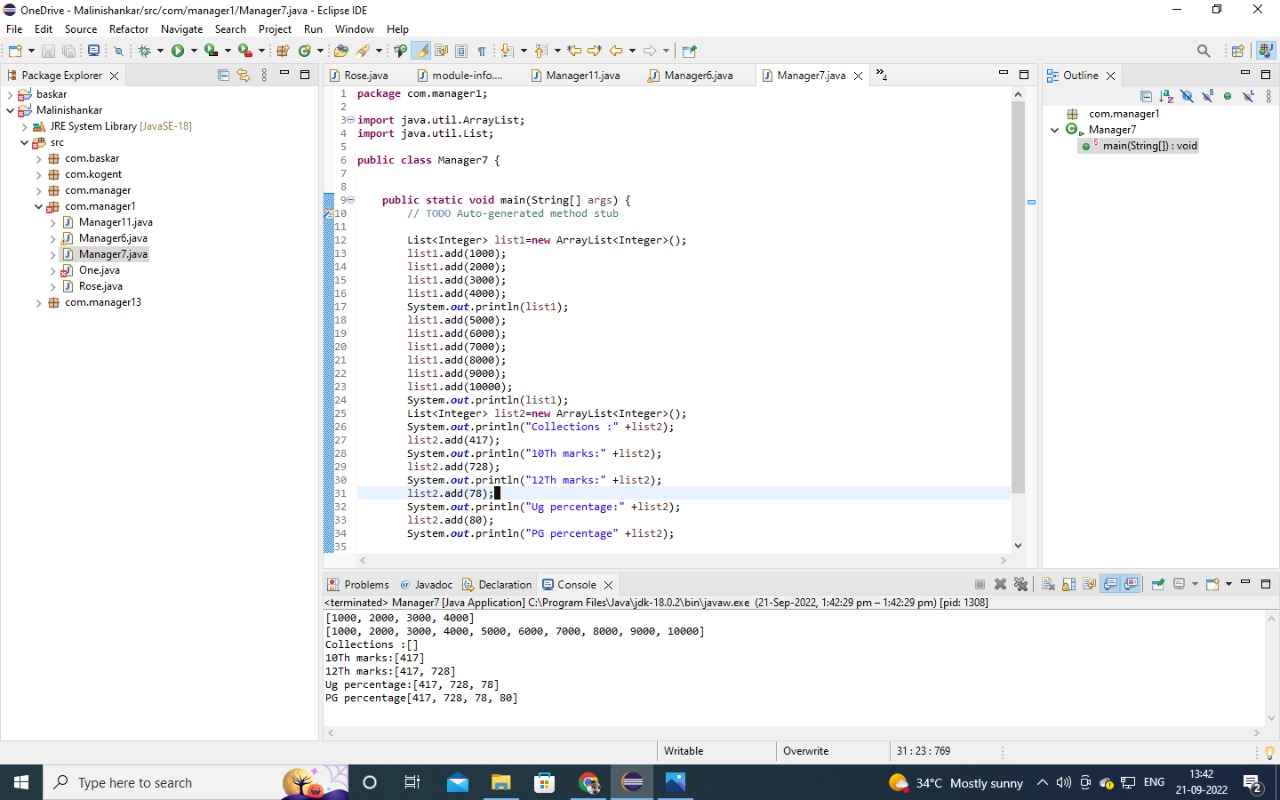 OneDrive - Malinishankar/src/com/manager1/Manager7.java - Eclipse IDE
File Edit Source Refactor Navigate Search Project Run Window Help
Package Explorer
baskar
Malinishankar
JRE System Library [JavaSE-18]
src
com.baskar
com.kogent
com.manager
com.manager1
Manager11.java
Manager6.java
Manager7.java
One.java
Rose.java
com.manager13
Rose.java module-info.... Manager11.java Manager6.java Manager7.java »4
1 package com.manager1;
2
3 import java.util.ArrayList;
4 import java.util.List;
5
6 public class Manager7 {
7
8
9 public static void main(String[] args) {
10 // TODO Auto-generated method stub
11
12 List<Integer> list1=new ArrayList<Integer>();
13 list1.add(1000);
14 list1.add(2000);
15 list1.add(3000);
16 list1.add(4000);
17 System.out.println(list1);
18 list1.add(5000);
19 list1.add(6000);
20 list1.add(7000);
21 list1.add(8000);
22 list1.add(9000);
23 list1.add(10000);
24 System.out.println(list1);
25 List<Integer> list2=new ArrayList<Integer>();
26 System.out.println("Collections :" +list2);
27 list2.add(417);
28 System.out.println("10Th marks:" +list2);
29 list2.add(728);
30 System.out.println("12Th marks:" +list2);
31 list2.add(78);
32 System.out.println("Ug percentage:" +list2);
33 list2.add(80);
34 System.out.println("PG percentage" +list2);
35
Outline
com.manager1
Manager7
main(String[]) : void
Problems Javadoc Declaration Console
<terminated> Manager7 [Java Application] C:\Program Files\Java\jdk-18.0.2\bin\javaw.exe (21-Sep-2022, 1:42:29 pm – 1:42:29 pm) [pid: 1308]
[1000, 2000, 3000, 4000]
[1000, 2000, 3000, 4000, 5000, 6000, 7000, 8000, 9000, 10000]
Collections :[]
10Th marks:[417]
12Th marks:[417, 728]
Ug percentage:[417, 728, 78]
PG percentage[417, 728, 78, 80]
Writable Overwrite 31 : 23 : 769
Type here to search
34°C Mostly sunny
ENG
13:42
21-09-2022
2